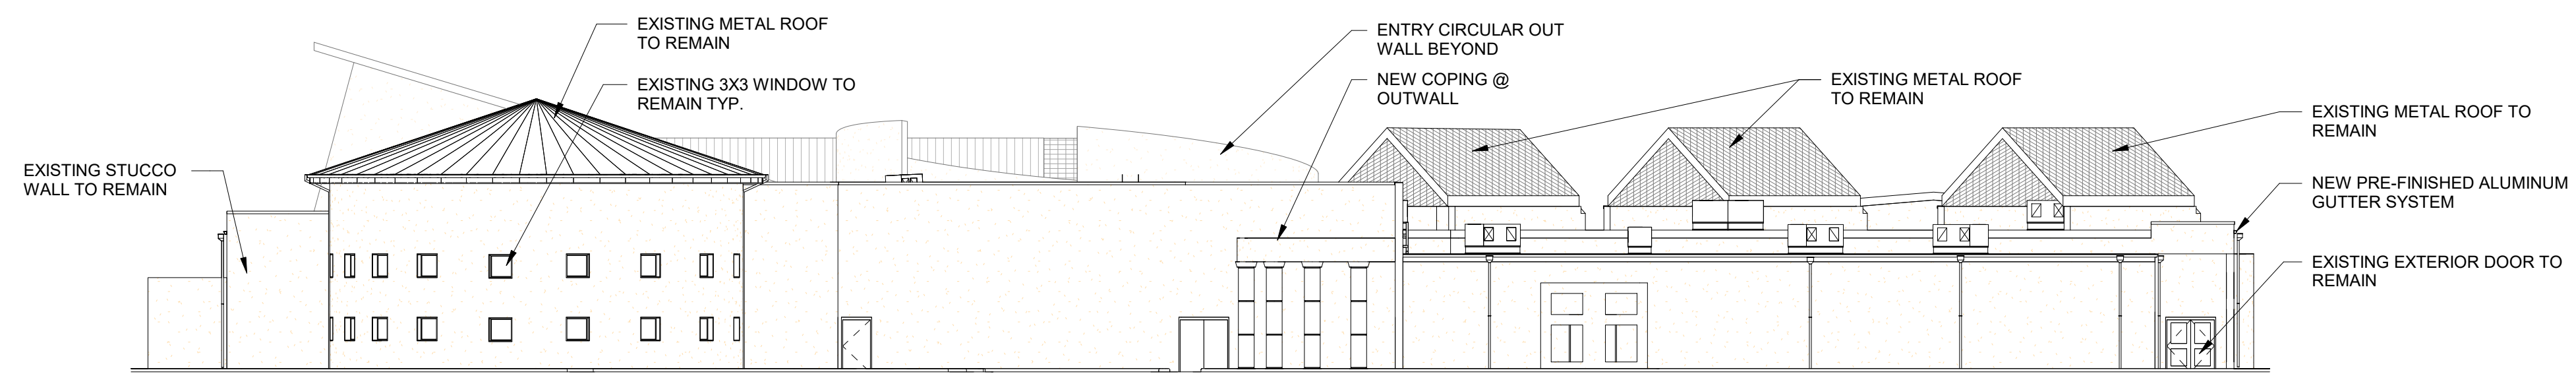 EXISTING METAL ROOF
TO REMAIN
EXISTING 3X3 WINDOW TO
REMAIN TYP.
EXISTING STUCCO
WALL TO REMAIN
ENTRY CIRCULAR OUT
WALL BEYOND
NEW COPING @
OUTWALL
EXISTING METAL ROOF
TO REMAIN
EXISTING METAL ROOF TO
REMAIN
NEW PRE-FINISHED ALUMINUM
GUTTER SYSTEM
EXISTING EXTERIOR DOOR TO
REMAIN